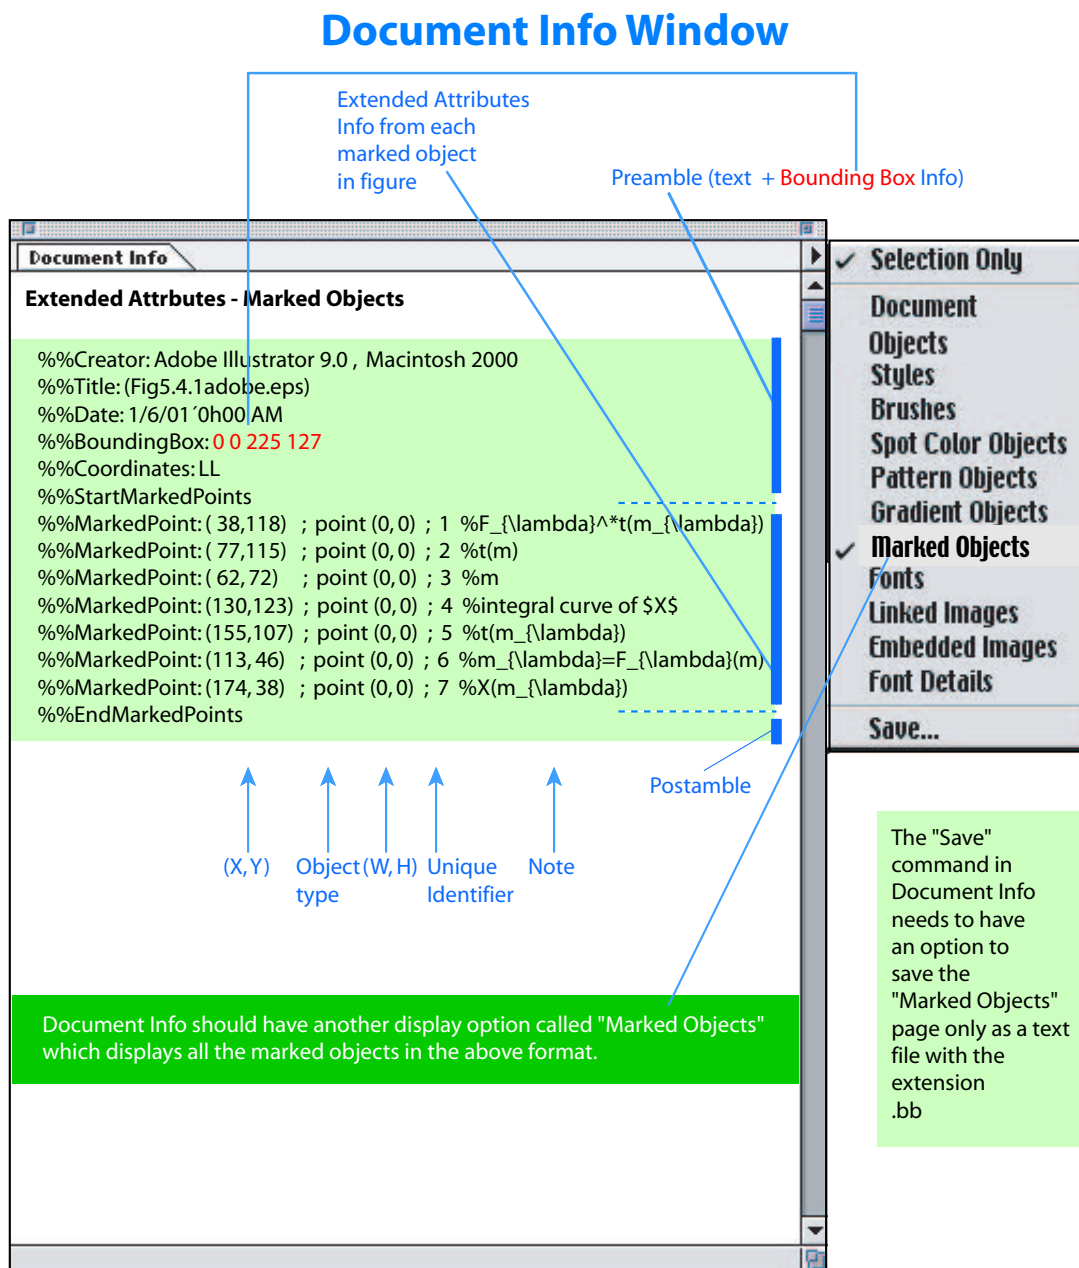 Document Info Window
Extended Attributes
Info from each
marked object
in figure
Preamble (text + Bounding Box Info)
Document Info
Extended Attrbutes - Marked Objects
%%Creator: Adobe Illustrator 9.0 , Macintosh 2000
%%Title: (Fig5.4.1adobe.eps)
%%Date: 1/6/01´0h00 AM
%%BoundingBox: 0 0 225 127
%%Coordinates: LL
%%StartMarkedPoints
%%MarkedPoint: ( 38,118) ; point (0,0) ; 1 %F_{\lambda}^*t(m_{\lambda})
%%MarkedPoint: ( 77,115) ; point (0,0) ; 2 %t(m)
%%MarkedPoint: ( 62,72) ; point (0,0) ; 3 %m
%%MarkedPoint: (130,123) ; point (0,0) ; 4 %integral curve of $X$
%%MarkedPoint: (155,107) ; point (0,0) ; 5 %t(m_{\lambda})
%%MarkedPoint: (113,46) ; point (0,0) ; 6 %m_{\lambda}=F_{\lambda}(m)
%%MarkedPoint: (174,38) ; point (0,0) ; 7 %X(m_{\lambda})
%%EndMarkedPoints
Postamble
(X,Y)
Object type
(W, H)
Unique Identifier
Note
Document Info should have another display option called "Marked Objects"
which displays all the marked objects in the above format.
Selection Only
Document
Objects
Styles
Brushes
Spot Color Objects
Pattern Objects
Gradient Objects
Marked Objects
Fonts
Linked Images
Embedded Images
Font Details
Save...
The "Save"
command in
Document Info
needs to have
an option to
save the
"Marked Objects"
page only as a text
file with the
extension
.bb